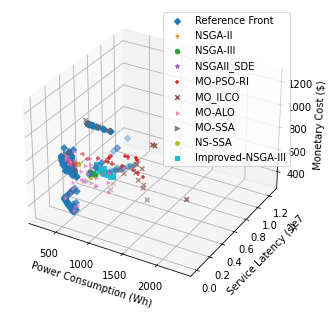 Reference Front
NSGA-II
NSGA-III
NSGAII_SDE
MO-PSO-RI
MO_ILCO
MO-ALO
MO-SSA
NS-SSA
Improved-NSGA-III
1200
1000
800
600
400
Monetary Cost ($)
500
1000
1500
2000
Power Consumption (Wh)
0.0
0.2
0.4
0.6
0.8
1.0
1.2
Service Latency (s)